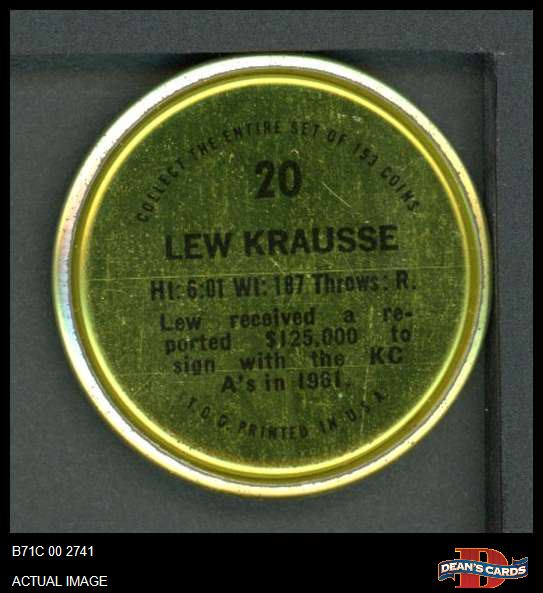 COLLECT THE ENTIRE SET OF 153 COINS
20
LEW KRAUSSE
Ht: 6:01 Wt: 187 Throws: R.
Lew received a re-
ported $125,000 to
sign with the KC
A's in 1961.
T.C.G. PRINTED IN U.S.A.
B71C 00 2741
ACTUAL IMAGE
D
DEAN'S CARDS